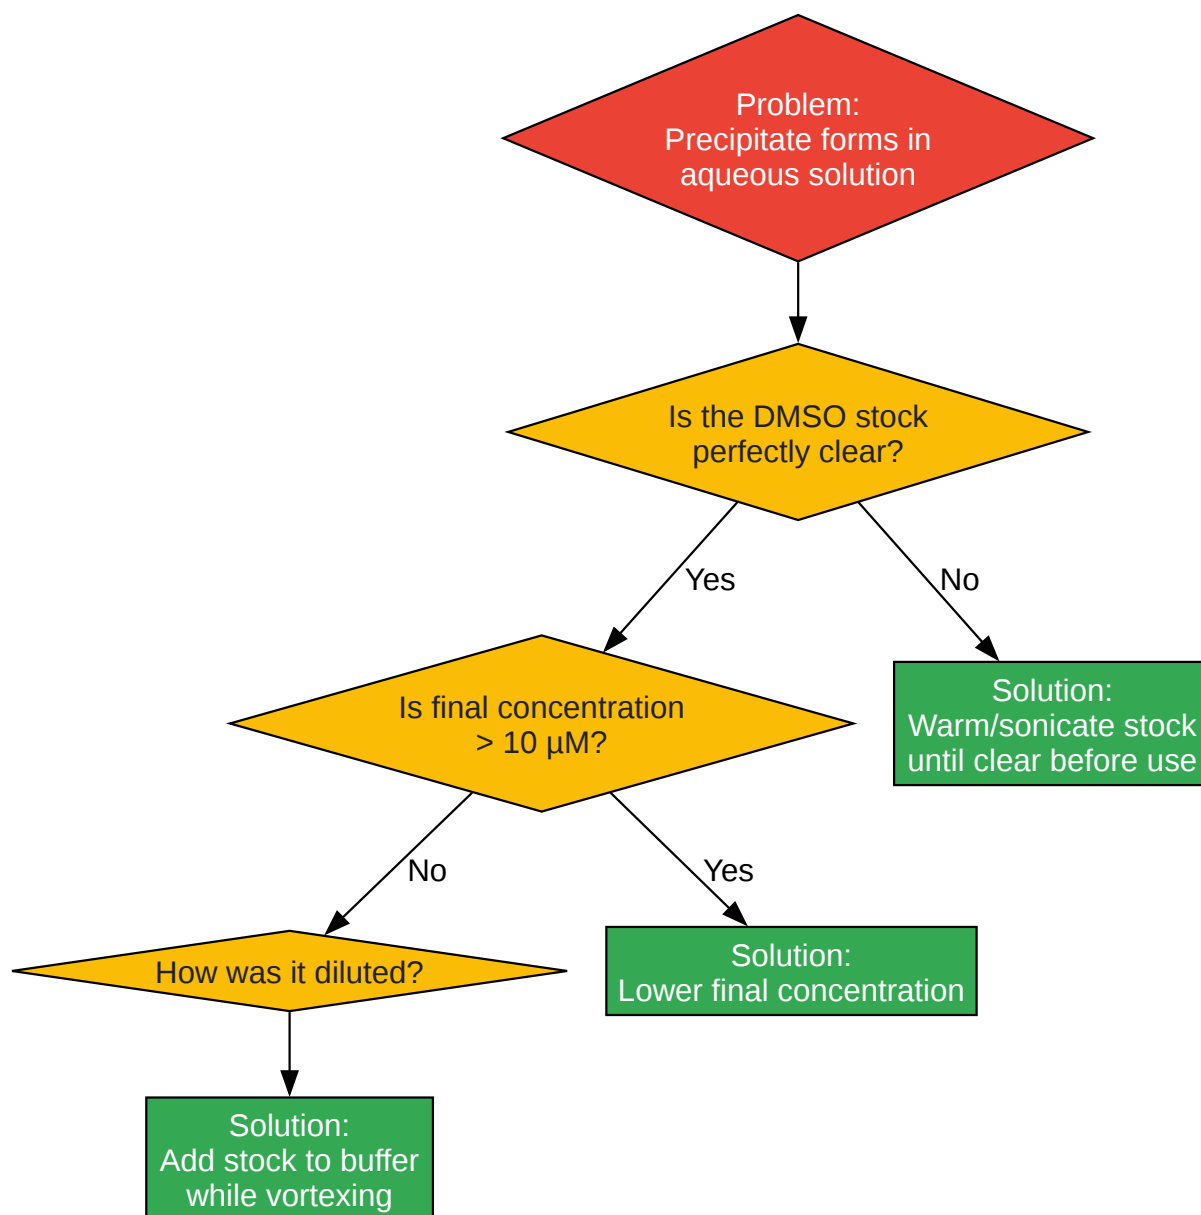 Problem:
Precipitate forms in
aqueous solution
Is the DMSO stock
perfectly clear?
Yes
No
Is final concentration
> 10 µM?
Solution:
Warm/sonicate stock
until clear before use
No
Yes
How was it diluted?
Solution:
Lower final concentration
Solution:
Add stock to buffer
while vortexing